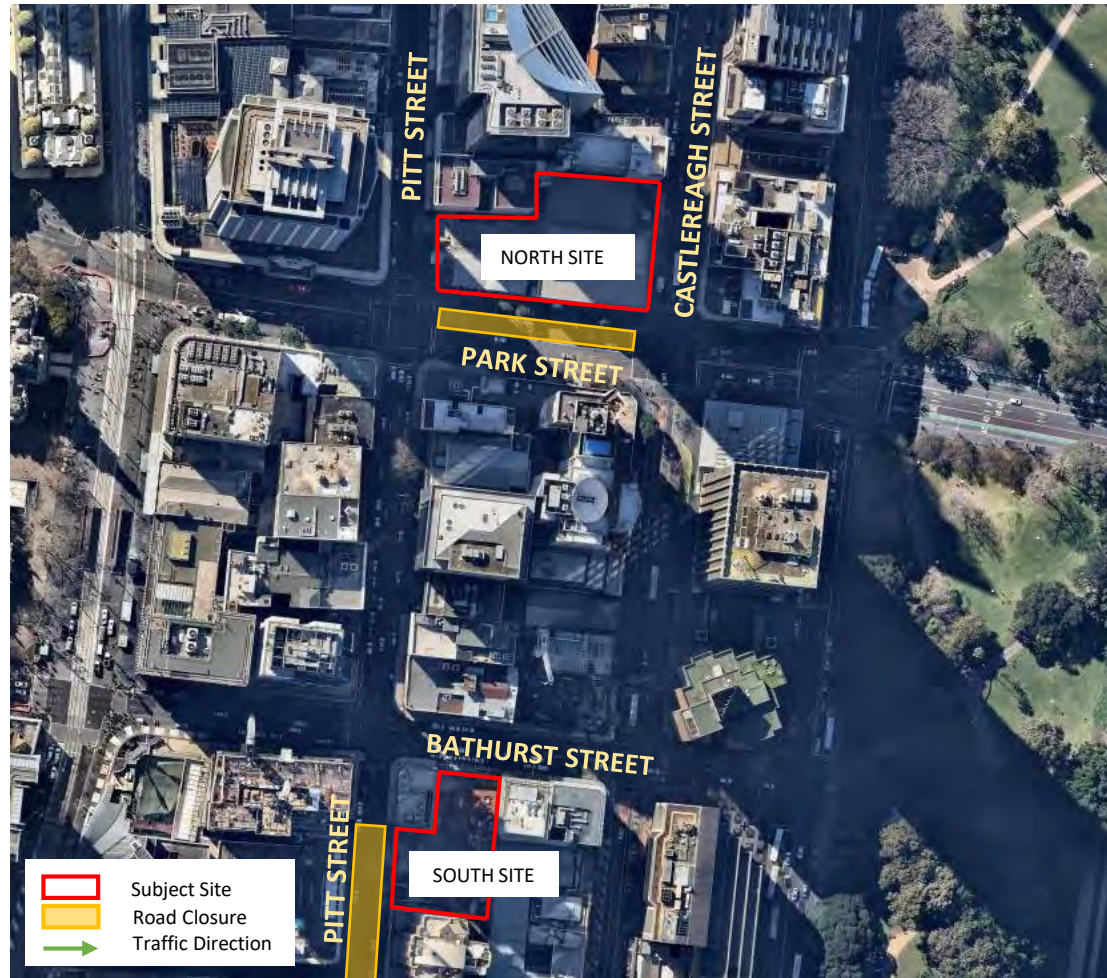 PITT STREET
CASTLEREAGH STREET
NORTH SITE
PARK STREET
BATHURST STREET
PITT STREET
SOUTH SITE
Subject Site
Road Closure
Traffic Direction